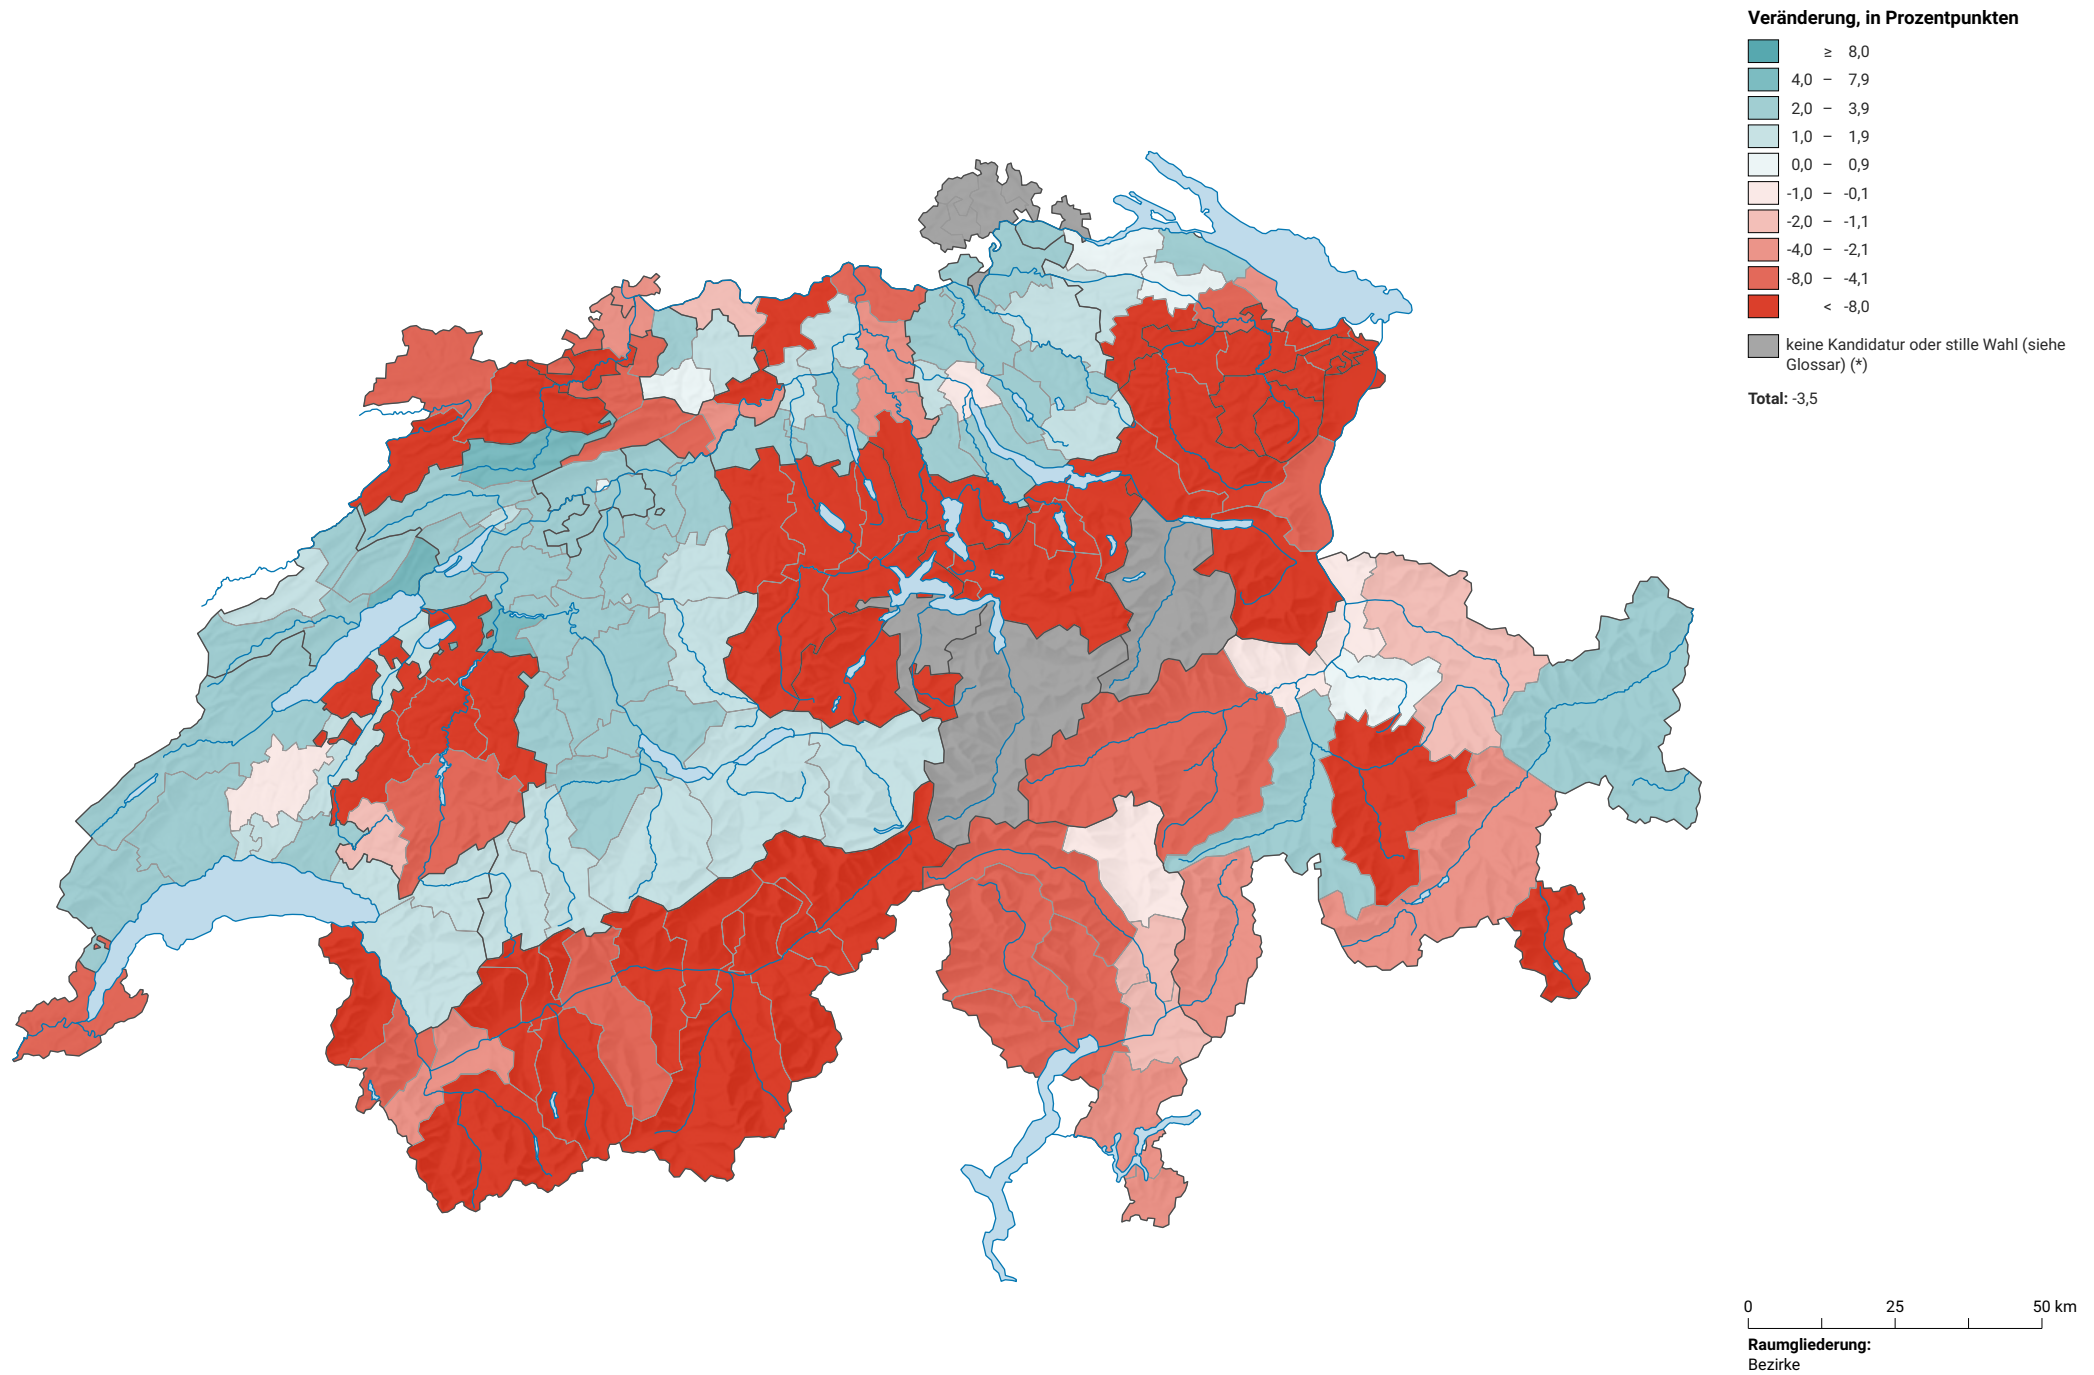 Veränderung, in Prozentpunkten
≥ 8,0
4,0 – 7,9
2,0 – 3,9
1,0 – 1,9
0,0 – 0,9
-1,0 – -0,1
-2,0 – -1,1
-4,0 – -2,1
-8,0 – -4,1
< -8,0
keine Kandidatur oder stille Wahl (siehe
Glossar) (*)
Total: -3,5
0 25 50 km
Raumgliederung:
Bezirke